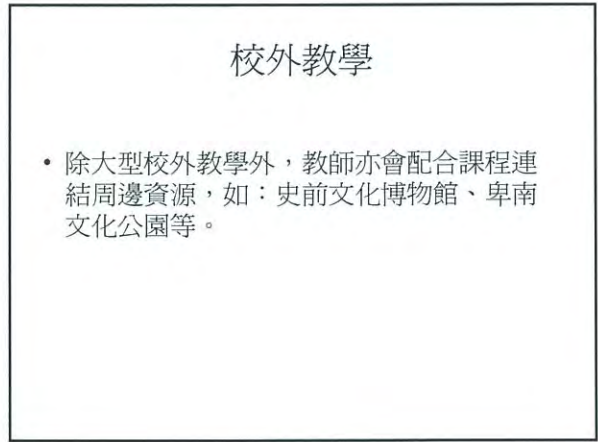 校外教學
• 除大型校外教學外，教師亦會配合課程連
結周邊資源，如：史前文化博物館、卑南
文化公園等。